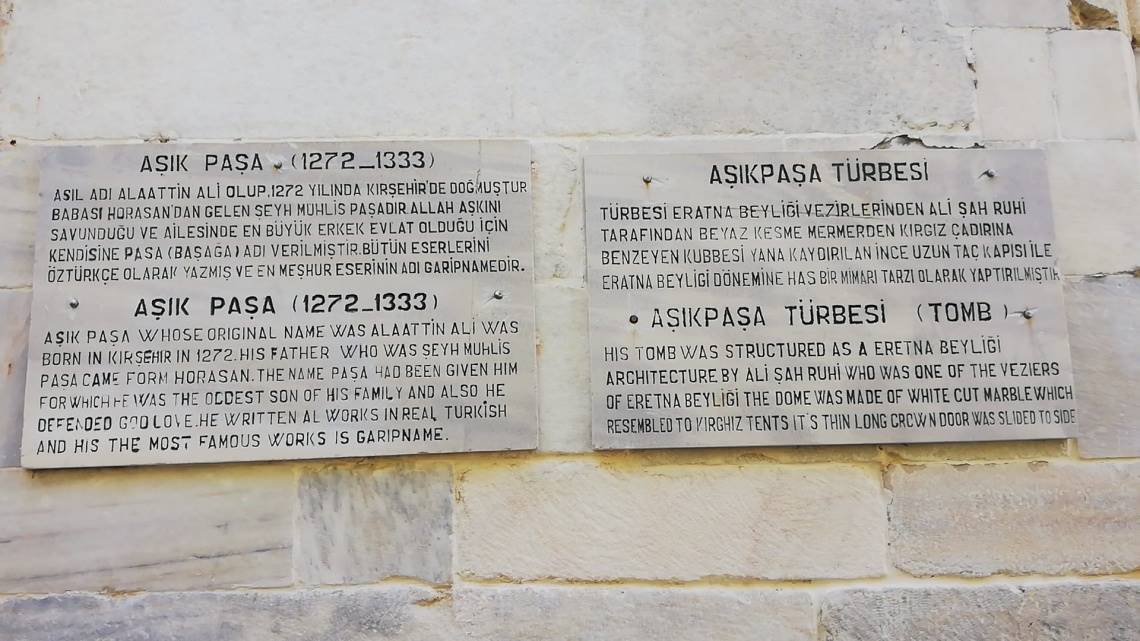 AŞIK PAŞA (1272_1333)
ASIL ADI ALAATTİN ALİ OLUP.1272 YILINDA KIRŞEHİR'DE DOĞMUŞTUR
BABASI HORASAN'DAN GELEN ŞEYH MUHLİS PAŞADIR.ALLAH AŞKINI
SAVUNDUĞU VE AİLESİNDE EN BÜYÜK ERKEK EVLAT OLDUĞU İÇİN
KENDİSİNE PAŞA (BAŞAĞA) ADI VERİLMİŞTİR.BÜTÜN ESERLERİNİ
ÖZTÜRKÇE OLARAK YAZMIŞ VE EN MEŞHUR ESERİNİN ADI GARİPNAMEDİR.
AŞIK PAŞA (1272_1333)
AŞIK PAŞA WHOSE ORIGINAL NAME WAS ALAATTİN ALİ WAS
BORN IN KIRŞEHİR IN 1272. HIS FATHER WHO WAS ŞEYH MUHLİS
PAŞA CAME FORM HORASAN.THE NAME PAŞA HAD BEEN GIVEN HİM
FOR WHICH HE WAS THE OLDEST SON OF HIS FAMILY AND ALSO HE
DEFENDED GOD LOVE.HE WRITTEN AL WORKS IN REAL TURKİSH
AND HİS THE MOST FAMOUS WORKS IS GARIPNAME.
AŞIKPAŞA TÜRBESİ
TÜRBESİ ERATNA BEYLİĞİ VEZİRLERİNDEN ALİ ŞAH RUHİ
TARAFINDAN BEYAZ KESME MERMERDEN KIRGIZ ÇADIRINA
BENZEYEN KUBBESİ YANA KAYDIRILAN İNCE UZUN TAÇ KAPISI İLE
ERATNA BEYLİĞİ DÖNEMİNE HAS BİR MİMARİ TARZI OLARAK YAPTIRILMIŞTIR
AŞIKPAŞA TÜRBESİ (TOMB)
HIS TOMB WAS STRUCTURED AS A ERETNA BEYLİĞİ
ARCHITECTURE BY ALİ ŞAH RUHİ WHO WAS ONE OF THE VEZIERS
OF ERETNA BEYLİĞİ THE DOME WAS MADE OF WHITE CUT MARBLE WHICH
RESEMBLED TO KIRGHIZ TENTS IT'S THIN LONG CROWN DOOR WAS SLIDED TO SIDE